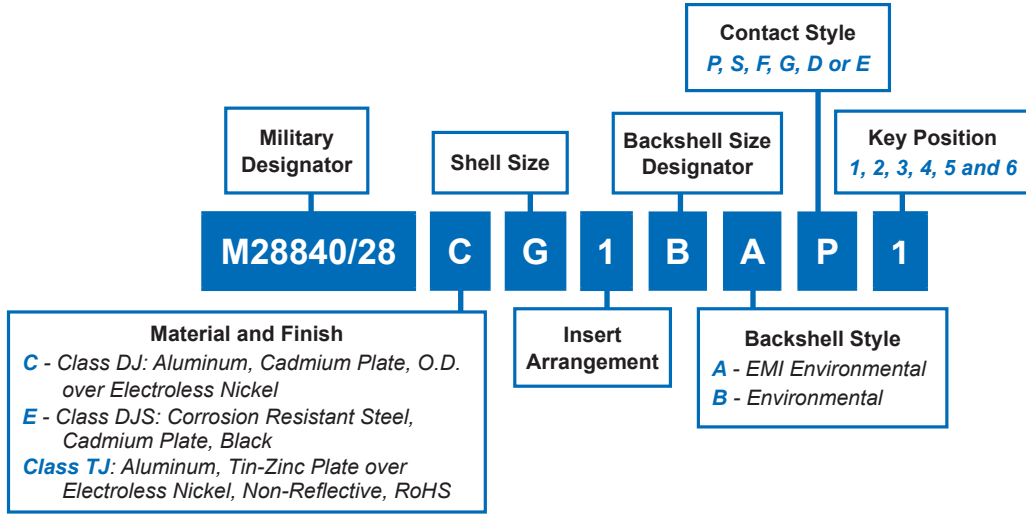 Contact Style
P, S, F, G, D or E
Military
Designator
Shell Size
Backshell Size
Designator
Key Position
1, 2, 3, 4, 5 and 6
M28840/28 C G 1 B A P 1
Material and Finish
C - Class DJ: Aluminum, Cadmium Plate, O.D.
over Electroless Nickel
E - Class DJS: Corrosion Resistant Steel,
Cadmium Plate, Black
Class TJ: Aluminum, Tin-Zinc Plate over
Electroless Nickel, Non-Reflective, RoHS
Insert
Arrangement
Backshell Style
A - EMI Environmental
B - Environmental